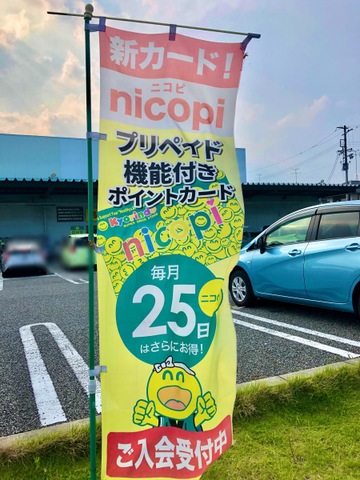 新カード!
ニコピ
nicopi
プリペイド
機能付き
ポイントカード
nicopi
毎月
25日
ニコ
はさらにお得!
ご入会受付中